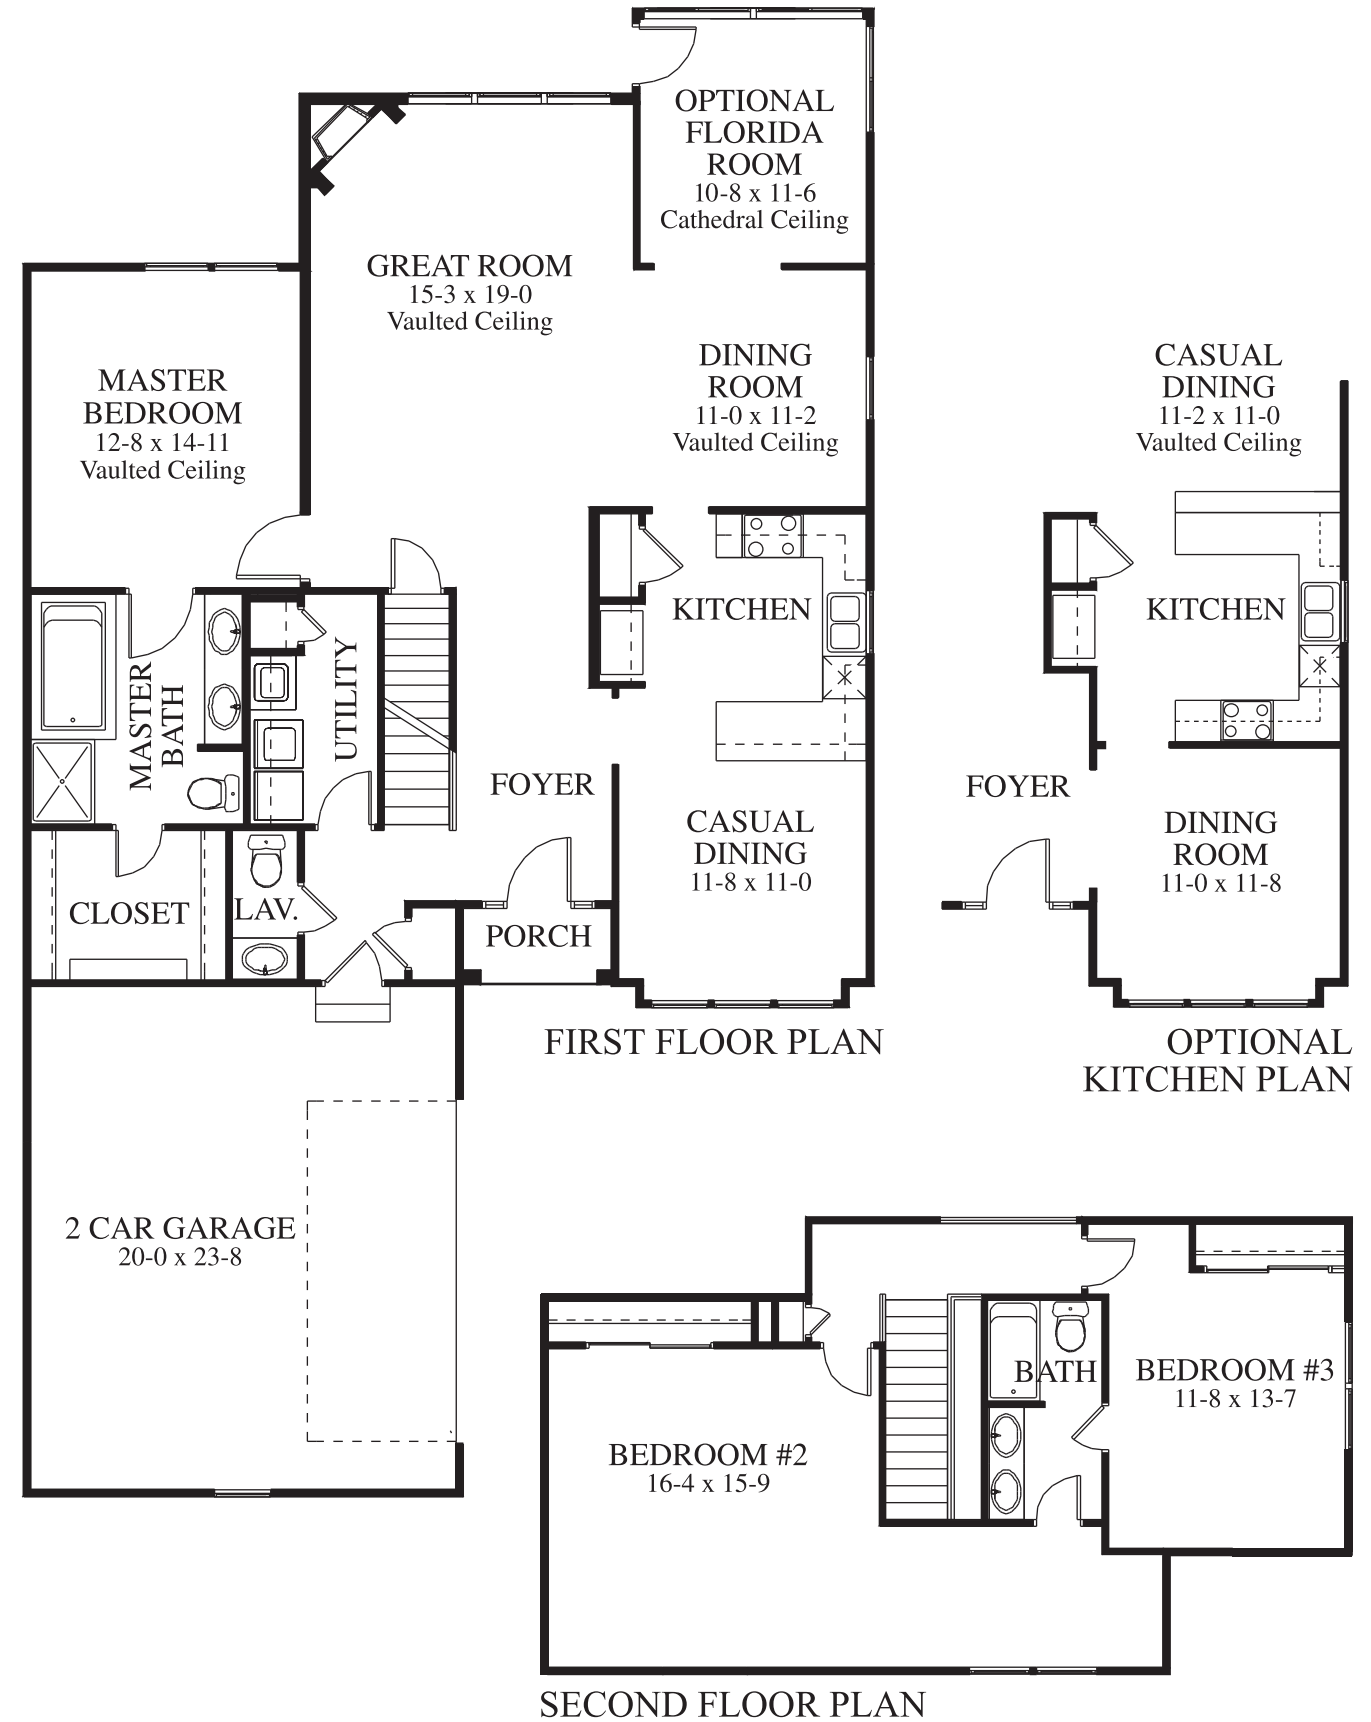 OPTIONAL
FLORIDA
ROOM
10-8 x 11-6
Cathedral Ceiling
GREAT ROOM
15-3 x 19-0
Vaulted Ceiling
DINING
ROOM
11-0 x 11-2
Vaulted Ceiling
MASTER
BEDROOM
12-8 x 14-11
Vaulted Ceiling
KITCHEN
UTILITY
MASTER
BATH
FOYER
CASUAL
DINING
11-8 x 11-0
CLOSET
LAV.
PORCH
FIRST FLOOR PLAN
2 CAR GARAGE
20-0 x 23-8
CASUAL
DINING
11-2 x 11-0
Vaulted Ceiling
KITCHEN
FOYER
DINING
ROOM
11-0 x 11-8
OPTIONAL
KITCHEN PLAN
BATH
BEDROOM #3
11-8 x 13-7
BEDROOM #2
16-4 x 15-9
SECOND FLOOR PLAN